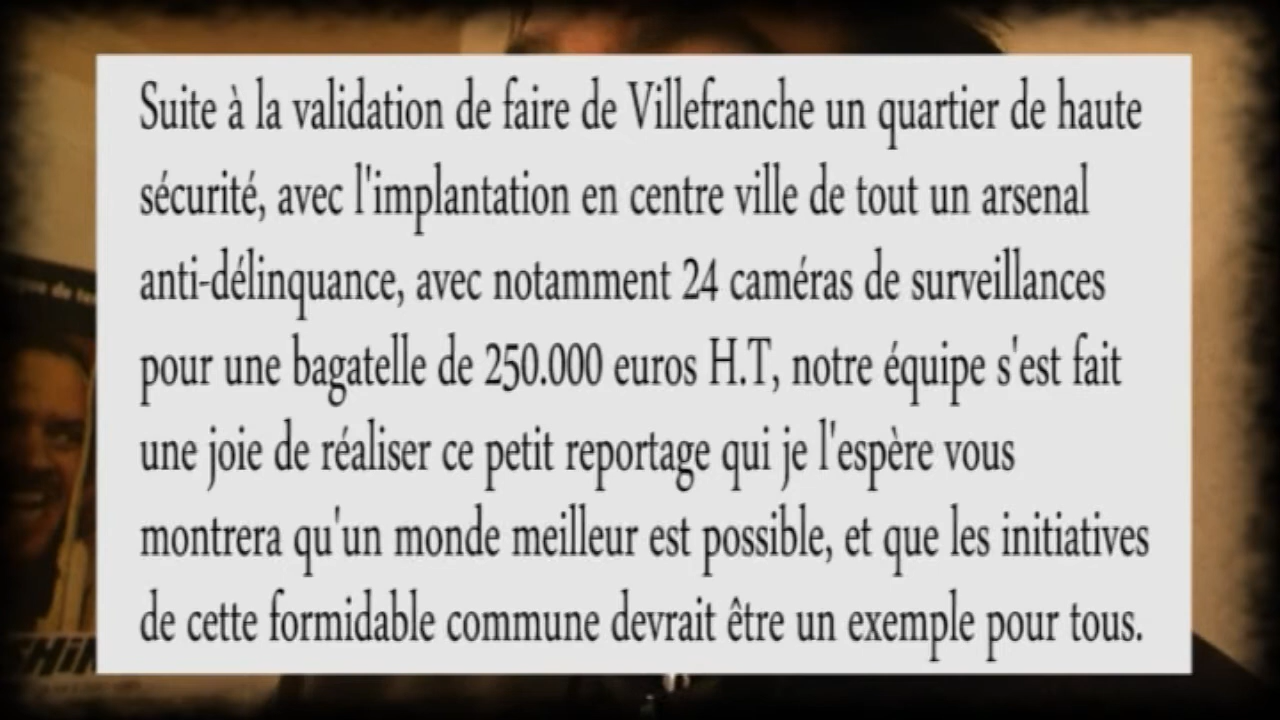 Suite à la validation de faire de Villefranche un quartier de haute
sécurité, avec l'implantation en centre ville de tout un arsenal
anti-délinquance, avec notamment 24 caméras de surveillances
pour une bagatelle de 250.000 euros H.T, notre équipe s'est fait
une joie de réaliser ce petit reportage qui je l'espère vous
montrera qu'un monde meilleur est possible, et que les initiatives
de cette formidable commune devrait être un exemple pour tous.